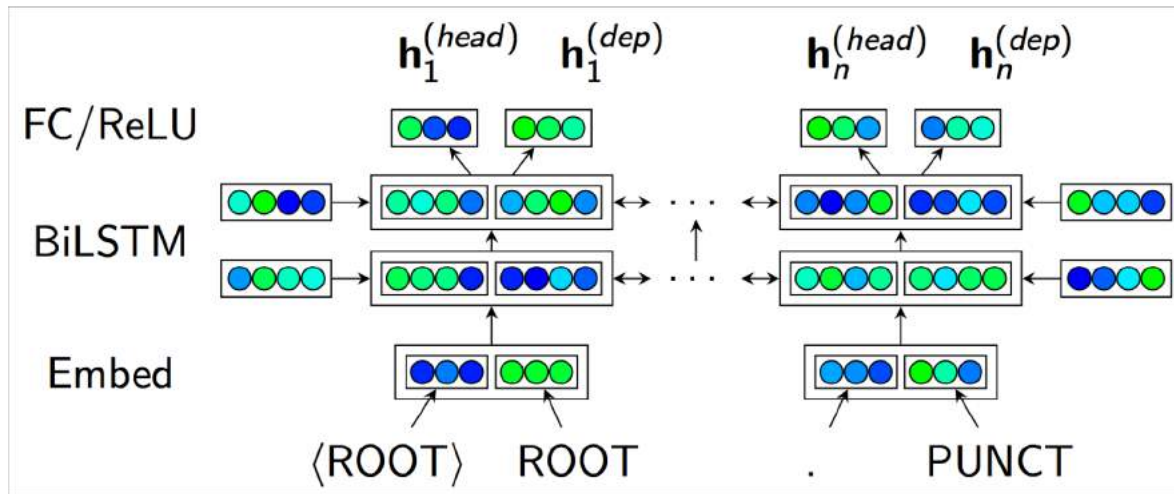 h₁^(head) h₁^(dep) hₙ^(head) hₙ^(dep)
FC/ReLU
. . .
BiLSTM
. . .
Embed
⟨ROOT⟩ ROOT . PUNCT